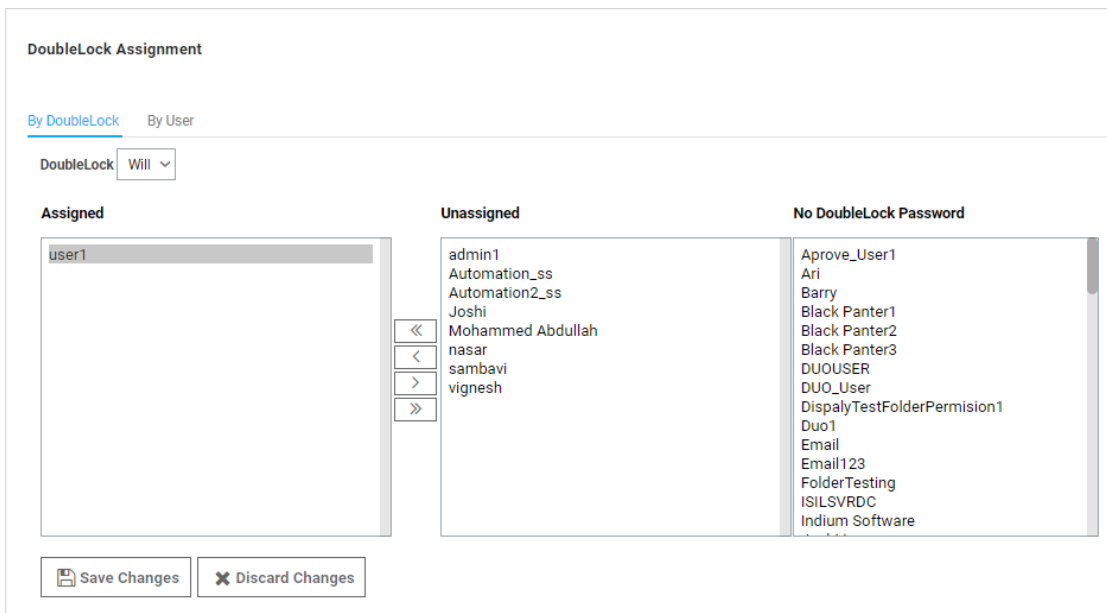 DoubleLock Assignment
By DoubleLock By User
DoubleLock Will
Assigned
user1
Unassigned
admin1
Automation_ss
Automation2_ss
Joshi
Mohammed Abdullah
nasar
sambavi
vignesh
No DoubleLock Password
Aprove_User1
Ari
Barry
Black Panter1
Black Panter2
Black Panter3
DUOUSER
DUO_User
DispalyTestFolderPermision1
Duo1
Email
Email123
FolderTesting
ISILSVRDC
Indium Software
Save Changes Discard Changes